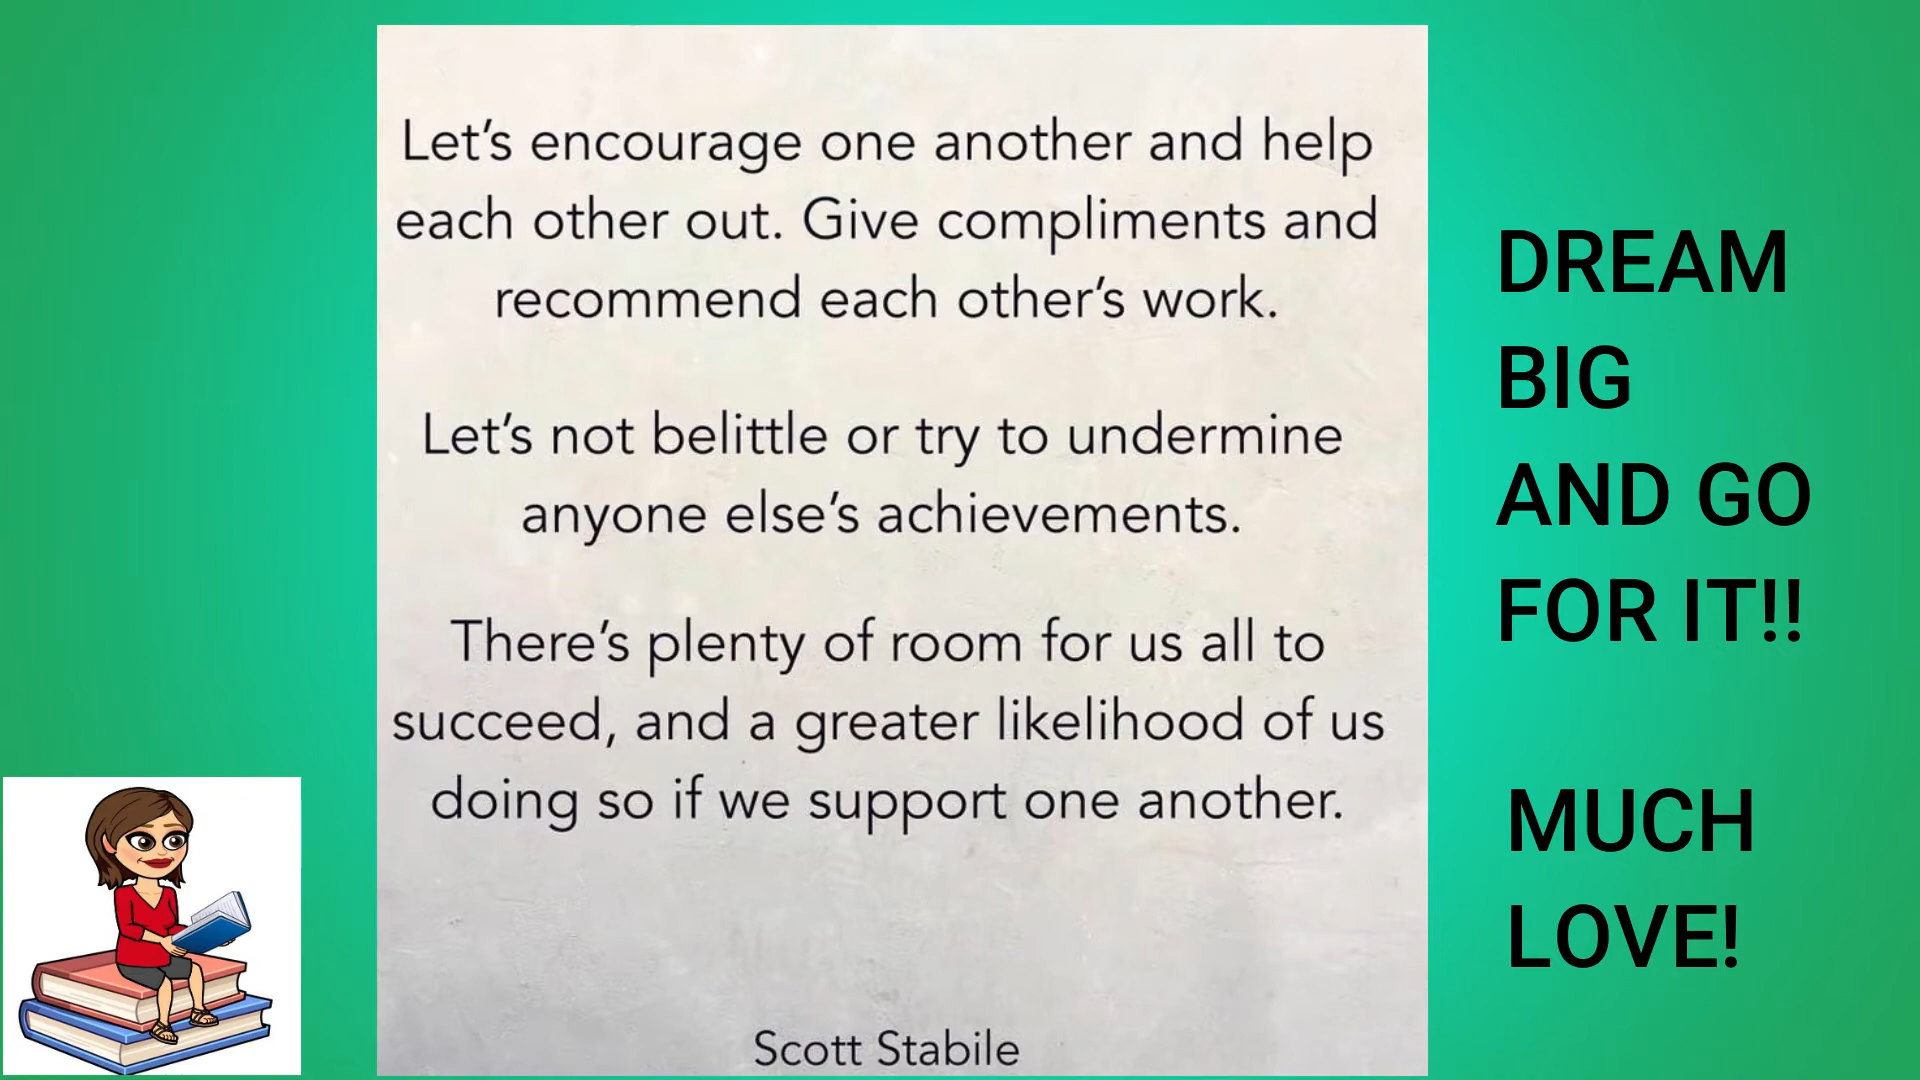 Let’s encourage one another and help
each other out. Give compliments and
recommend each other’s work.
Let’s not belittle or try to undermine
anyone else’s achievements.
There’s plenty of room for us all to
succeed, and a greater likelihood of us
doing so if we support one another.
Scott Stabile
DREAM
BIG
AND GO
FOR IT!!
MUCH
LOVE!